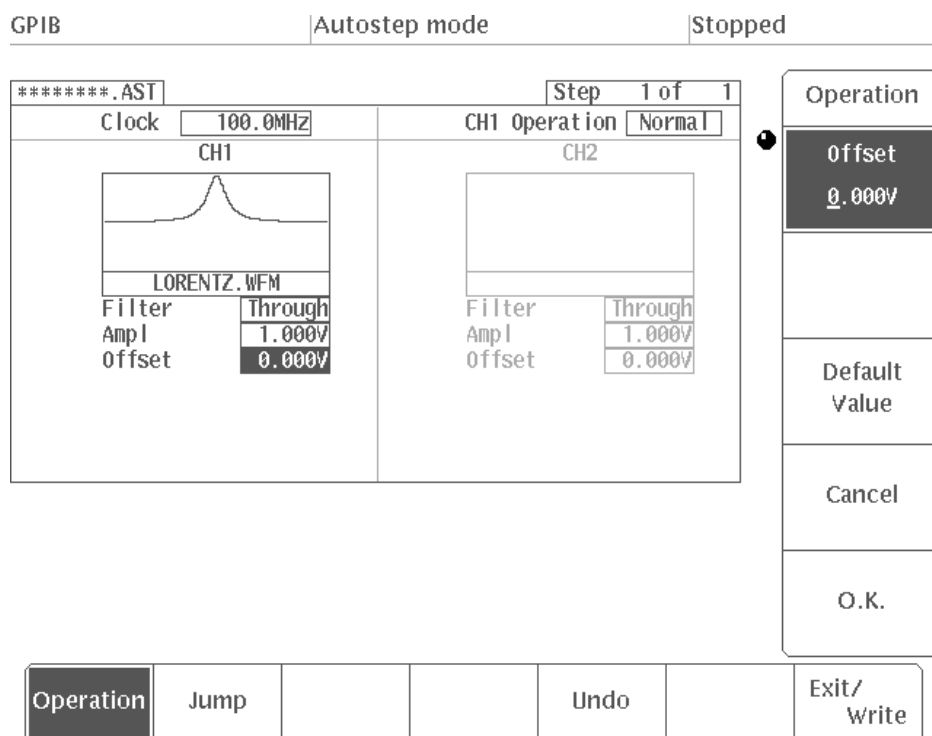 GPIB Autostep mode Stopped
********.AST Step 1 of 1
Clock 100.0MHz CH1 Operation Normal
CH1 CH2
LORENTZ.WFM
Filter Through Filter Through
Ampl 1.000V Ampl 1.000V
Offset 0.000V Offset 0.000V
Operation
Offset
0.000V
Default
Value
Cancel
O.K.
Operation Jump Undo Exit/
Write